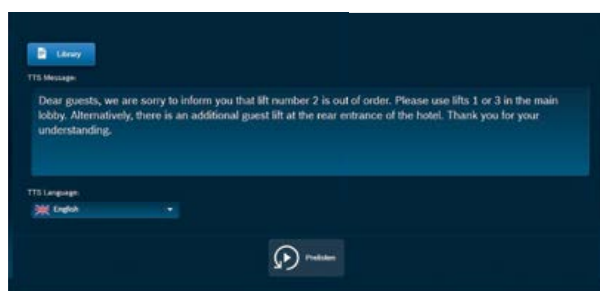 Library
TTS Message:
Dear guests, we are sorry to inform you that lift number 2 is out of order. Please use lifts 1 or 3 in the main
lobby. Alternatively, there is an additional guest lift at the rear entrance of the hotel. Thank you for your
understanding.
TTS Language:
English
Prelisten